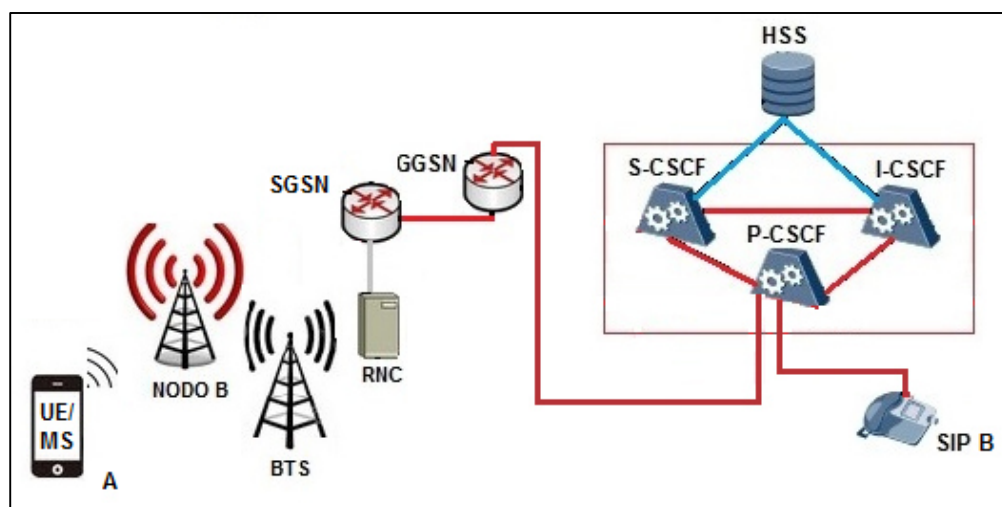 HSS
S-CSCF
I-CSCF
P-CSCF
GGSN
SGSN
RNC
NODO B
BTS
UE/
MS
A
SIP B